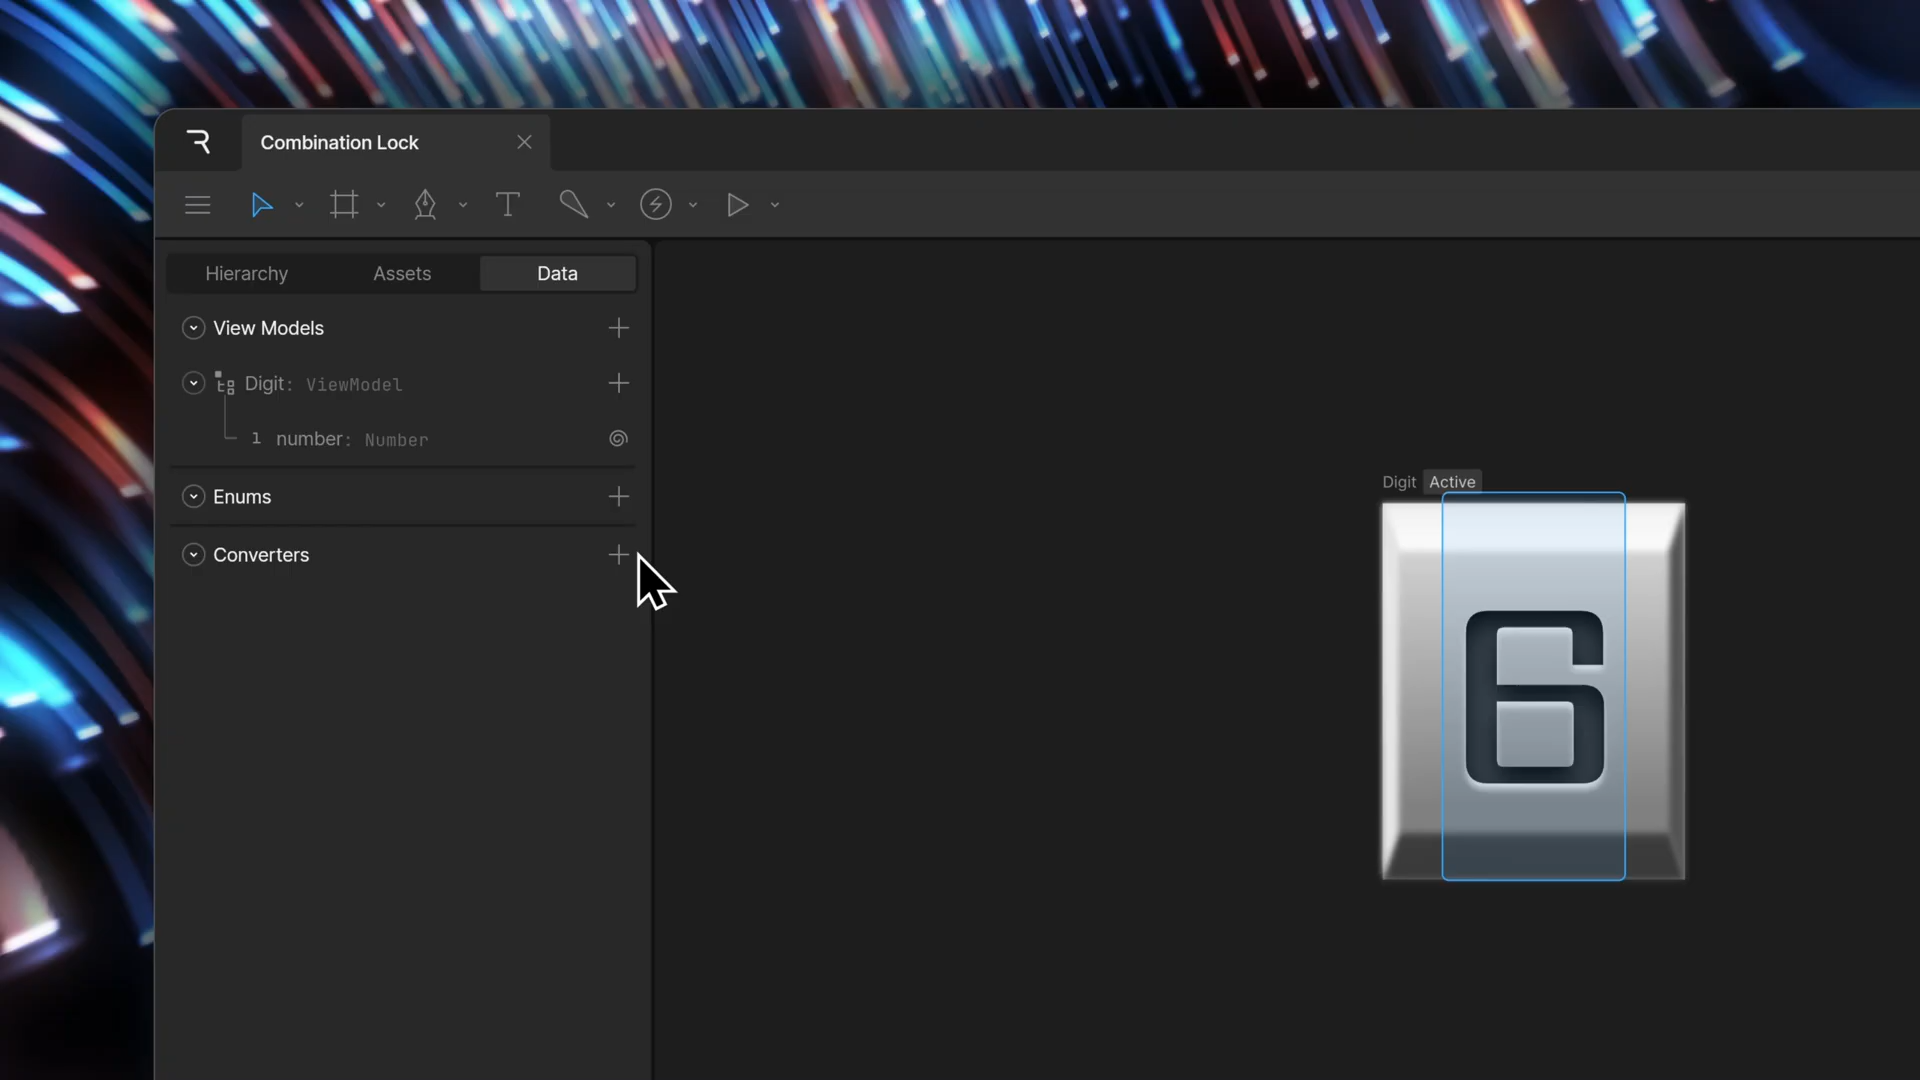 Combination Lock
Hierarchy Assets Data
View Models
Digit: ViewModel
1 number: Number
Enums
Converters
Digit Active
6